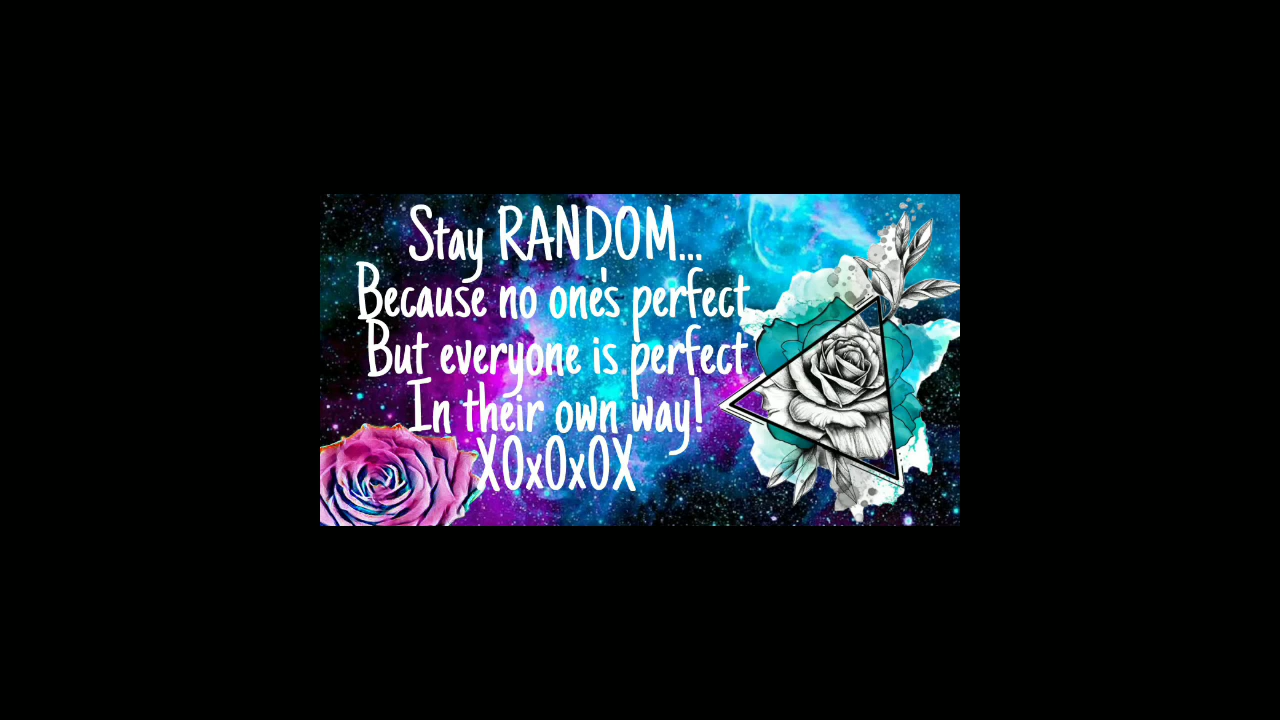 Stay RANDOM...
Because no one's perfect
But everyone is perfect
In their own way!
XOxOxOX